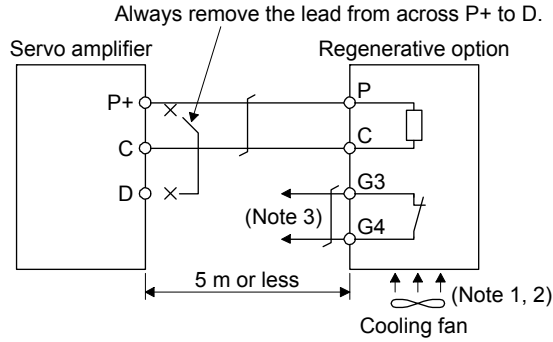 Always remove the lead from across P+ to D.
Servo amplifier
Regenerative option
P+
P
C
C
D
G3
(Note 3)
G4
5 m or less
(Note 1, 2)
Cooling fan